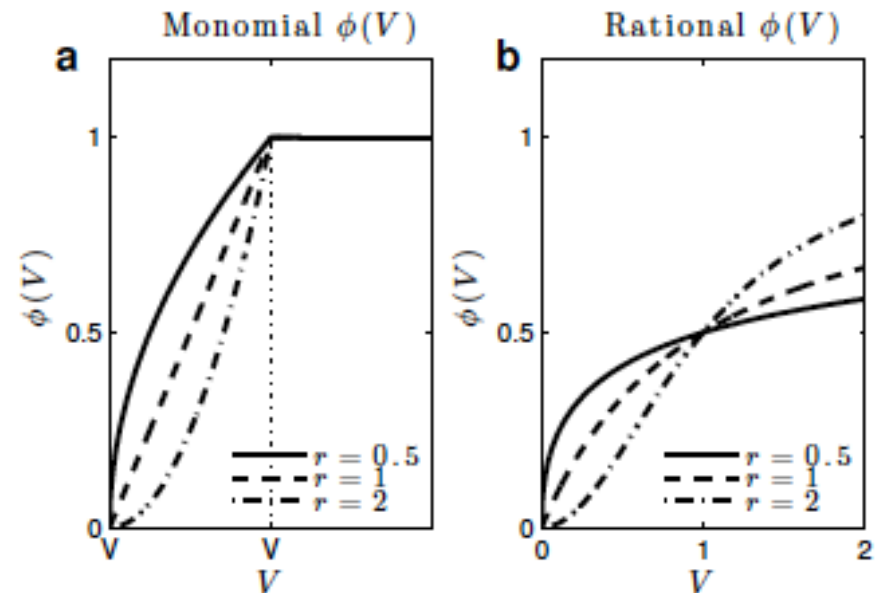 Monomial ϕ(V)
a
1
0.5
0
ϕ(V)
r = 0.5
r = 1
r = 2
V V
V
Rational ϕ(V)
b
1
0.5
0
ϕ(V)
r = 0.5
r = 1
r = 2
0 1 2
V